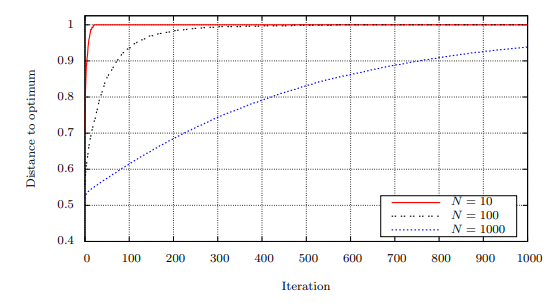 1
0.9
0.8
0.7
0.6
0.5
0.4
Distance to optimum
N = 10
N = 100
N = 1000
0 100 200 300 400 500 600 700 800 900 1000
Iteration